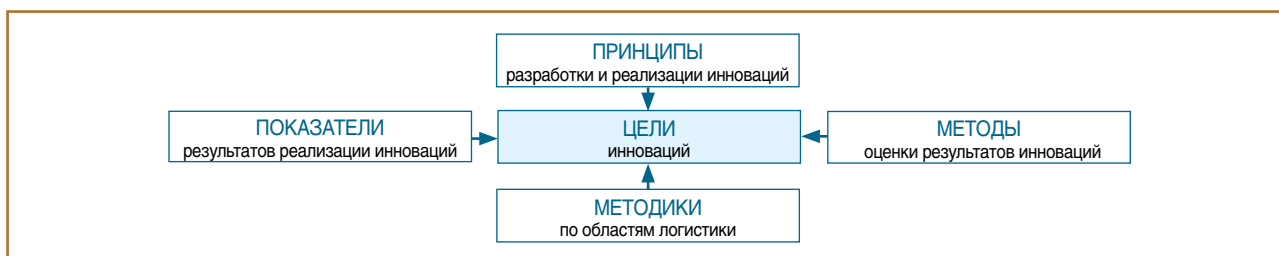 ПРИНЦИПЫ
разработки и реализации инноваций
ПОКАЗАТЕЛИ
результатов реализации инноваций
ЦЕЛИ
инноваций
МЕТОДЫ
оценки результатов инноваций
МЕТОДИКИ
по областям логистики